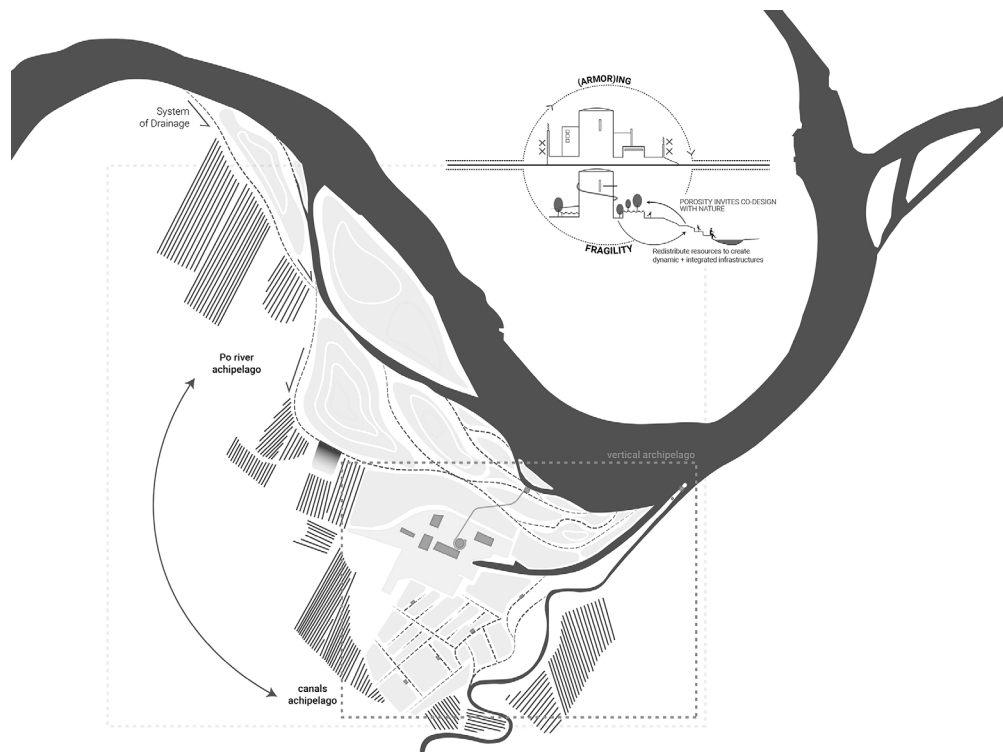 (ARMOR)ING
System
of Drainage
POROSITY INVITES CO-DESIGN
WITH NATURE
FRAGILITY
Redistribute resources to create
dynamic + integrated infrastructures
Po river
achipelago
vertical archipelago
canals
achipelago